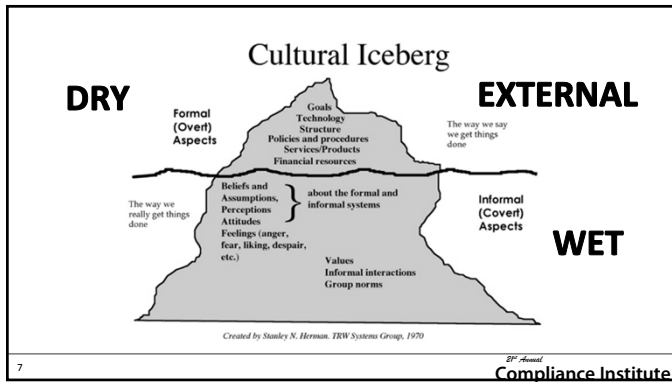 Cultural Iceberg
DRY
EXTERNAL
Formal
(Overt)
Aspects
Goals
Technology
Structure
Policies and procedures
Services/Products
Financial resources
The way we say
we get things
done
The way we
really get things
done
Beliefs and
Assumptions,
Perceptions
Attitudes
Feelings (anger,
fear, liking, despair,
etc.)
} about the formal and
informal systems
Informal
(Covert)
Aspects
WET
Values
Informal interactions
Group norms
Created by Stanley N. Herman. TRW Systems Group, 1970
7
21st Annual
Compliance Institute